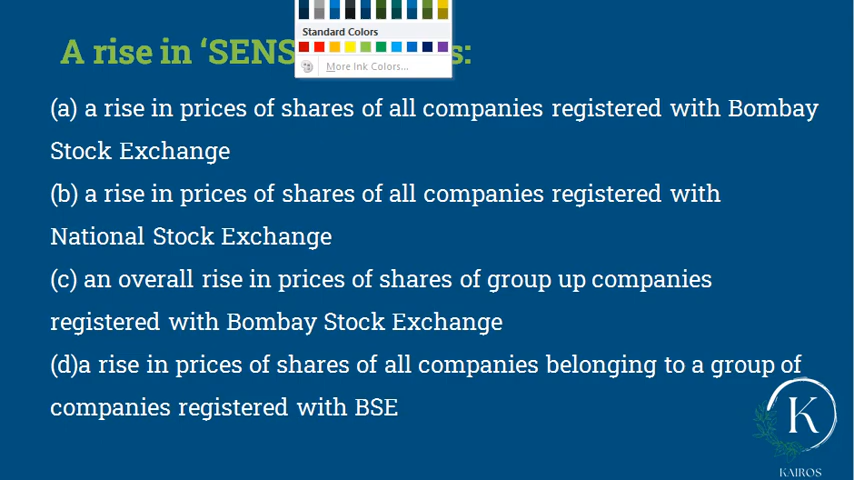 Standard Colors
A rise in ‘SENS s:
More Ink Colors...
(a) a rise in prices of shares of all companies registered with Bombay
Stock Exchange
(b) a rise in prices of shares of all companies registered with
National Stock Exchange
(c) an overall rise in prices of shares of group up companies
registered with Bombay Stock Exchange
(d)a rise in prices of shares of all companies belonging to a group of
companies registered with BSE
K
KAIROS